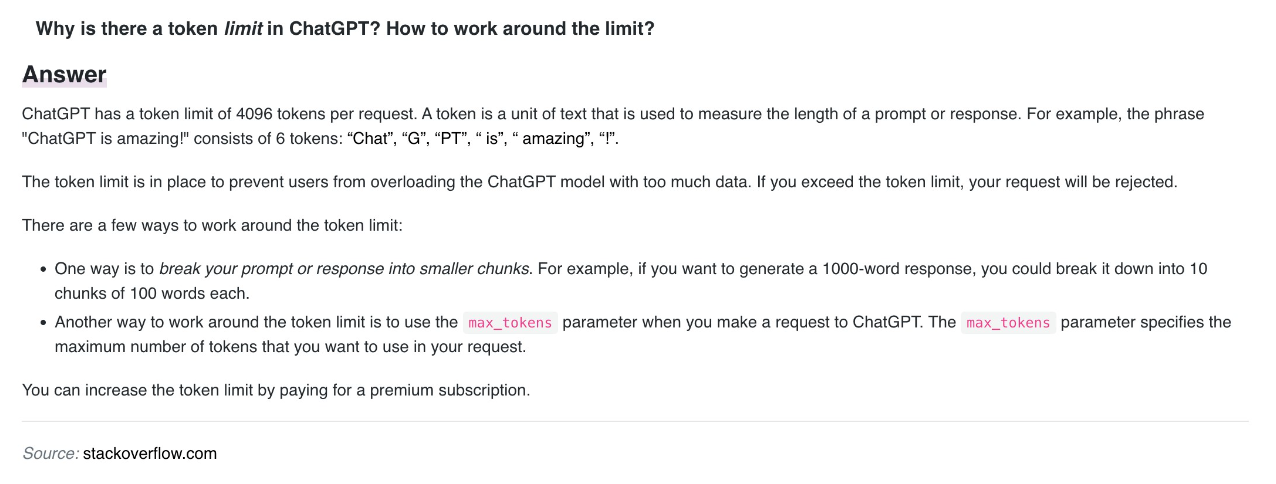 Why is there a token limit in ChatGPT? How to work around the limit?
Answer
ChatGPT has a token limit of 4096 tokens per request. A token is a unit of text that is used to measure the length of a prompt or response. For example, the phrase
"ChatGPT is amazing!" consists of 6 tokens: “Chat”, “G”, “PT”, “ is”, “ amazing”, “!”.
The token limit is in place to prevent users from overloading the ChatGPT model with too much data. If you exceed the token limit, your request will be rejected.
There are a few ways to work around the token limit:
• One way is to break your prompt or response into smaller chunks. For example, if you want to generate a 1000-word response, you could break it down into 10
chunks of 100 words each.
• Another way to work around the token limit is to use the max_tokens parameter when you make a request to ChatGPT. The max_tokens parameter specifies the
maximum number of tokens that you want to use in your request.
You can increase the token limit by paying for a premium subscription.
Source: stackoverflow.com